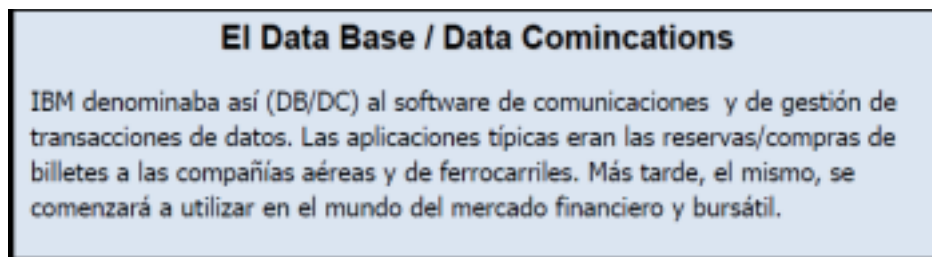 El Data Base / Data Comincations
IBM denominaba así (DB/DC) al software de comunicaciones y de gestión de
transacciones de datos. Las aplicaciones típicas eran las reservas/compras de
billetes a las compañías aéreas y de ferrocarriles. Más tarde, el mismo, se
comenzará a utilizar en el mundo del mercado financiero y bursátil.